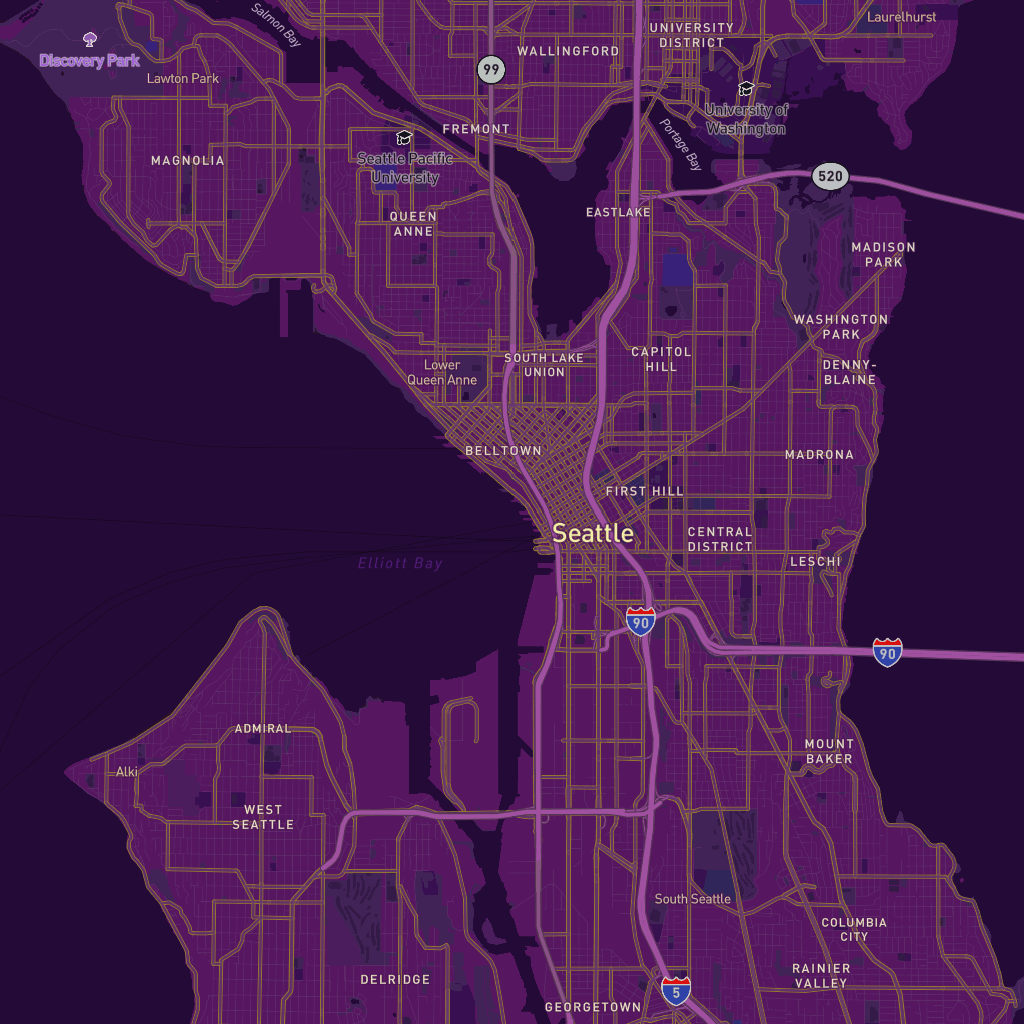 Salmon Bay
Laurelhurst
UNIVERSITY
DISTRICT
WALLINGFORD
Discovery Park
99
Lawton Park
University of
Washington
FREMONT
Portage Bay
MAGNOLIA
Seattle Pacific
University
520
QUEEN
ANNE
EASTLAKE
MADISON
PARK
WASHINGTON
PARK
SOUTH LAKE
UNION
CAPITOL
HILL
Lower
Queen Anne
DENNY-
BLAINE
BELLTOWN
MADRONA
FIRST HILL
Seattle
CENTRAL
DISTRICT
Elliott Bay
LESCHI
90
90
ADMIRAL
MOUNT
BAKER
Alki
WEST
SEATTLE
South Seattle
COLUMBIA
CITY
DELRIDGE
RAINIER
VALLEY
5
GEORGETOWN